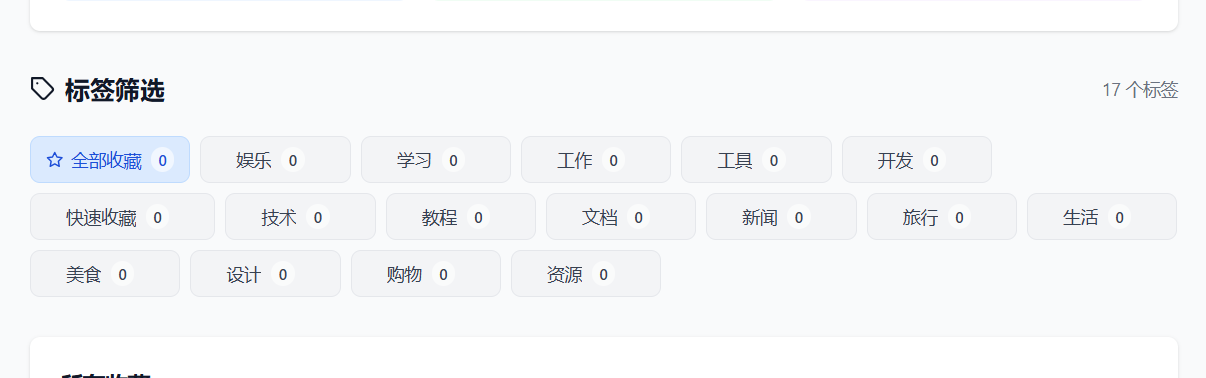 标签筛选 17 个标签
全部收藏 0 娱乐 0 学习 0 工作 0 工具 0 开发 0
快速收藏 0 技术 0 教程 0 文档 0 新闻 0 旅行 0 生活 0
美食 0 设计 0 购物 0 资源 0